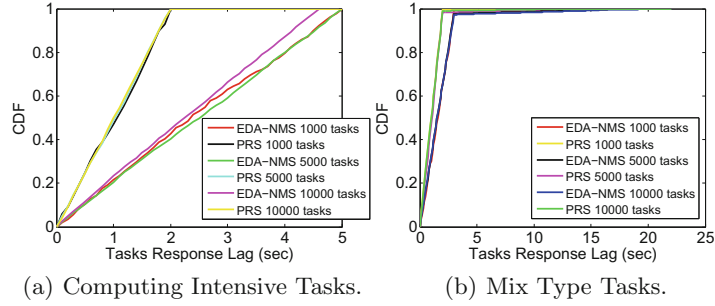 1
0.8
0.6
0.4
0.2
0
CDF
0 1 2 3 4 5
Tasks Response Lag (sec)
EDA−NMS 1000 tasks
PRS 1000 tasks
EDA−NMS 5000 tasks
PRS 5000 tasks
EDA−NMS 10000 tasks
PRS 10000 tasks
(a) Computing Intensive Tasks.
1
0.8
0.6
0.4
0.2
0
CDF
0 5 10 15 20 25
Tasks Response Lag (sec)
EDA−NMS 1000 tasks
PRS 1000 tasks
EDA−NMS 5000 tasks
PRS 5000 tasks
EDA−NMS 10000 tasks
PRS 10000 tasks
(b) Mix Type Tasks.